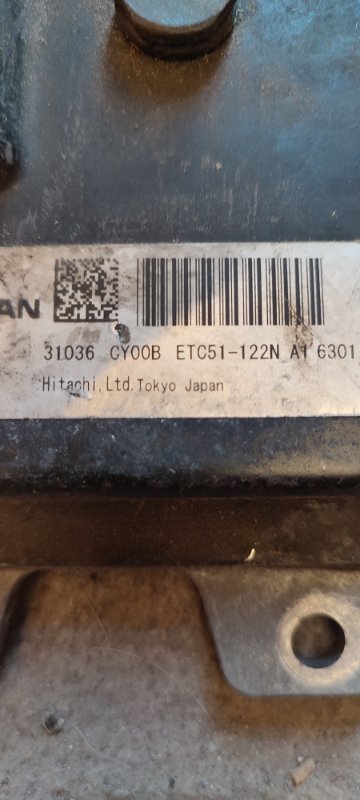 AN
31036 CY00B ETC51-122N A1 6301
Hitachi,Ltd.Tokyo Japan